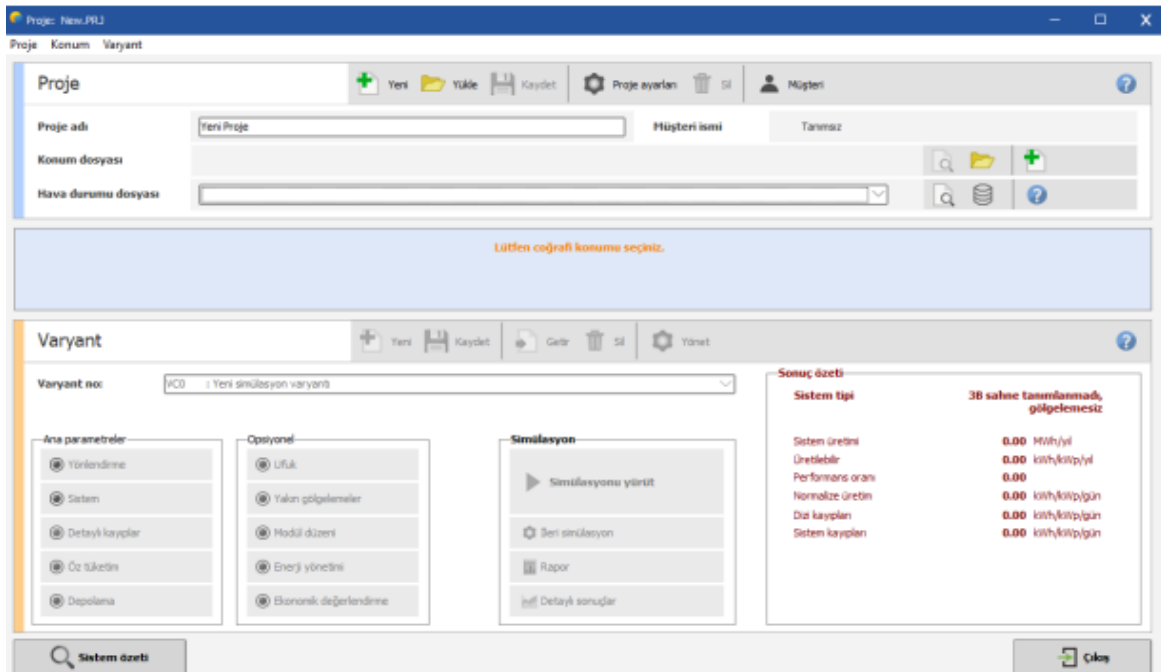 Proje: New.PRJ
Proje Konum Varyant
Proje
Yeni Yükle Kaydet Proje ayarları Sil Müşteri
Proje adı Yeni Proje Müşteri ismi Tanımsız
Konum dosyası
Hava durumu dosyası
Lütfen coğrafi konumu seçiniz.
Varyant
Yeni Kaydet Getir Sil Yönet
Varyant no: VC0 : Yeni simülasyon varyantı
Sonuç özeti
Sistem tipi 3B sahne tanımlanmadı, gölgelemesiz
Sistem üretimi 0.00 MWh/yıl
Üretilebilir 0.00 kWh/kWp/yıl
Performans oranı 0.00
Normalize üretim 0.00 kWh/kWp/gün
Dizi kayıpları 0.00 kWh/kWp/gün
Sistem kayıpları 0.00 kWh/kWp/gün
Ana parametreler
Yönlendirme
Sistem
Detaylı kayıplar
Öz tüketim
Depolama
Opsiyonel
Ufuk
Yakın gölgelemeler
Modül düzeni
Enerji yönetimi
Ekonomik değerlendirme
Simülasyon
Simülasyonu yürüt
İleri simülasyon
Rapor
Detaylı sonuçlar
Sistem özeti
Çıkış